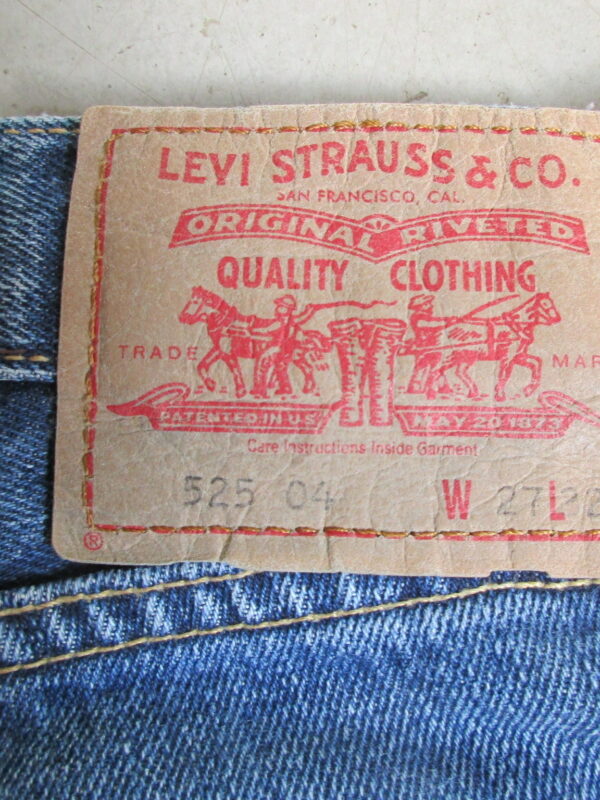 LEVI STRAUSS & CO.
SAN FRANCISCO, CAL.
ORIGINAL RIVETED
QUALITY CLOTHING
TRADE MAR
PATENTED IN U.S. MAY 20 1873
Care Instructions Inside Garment
525 04 W 27 L
®